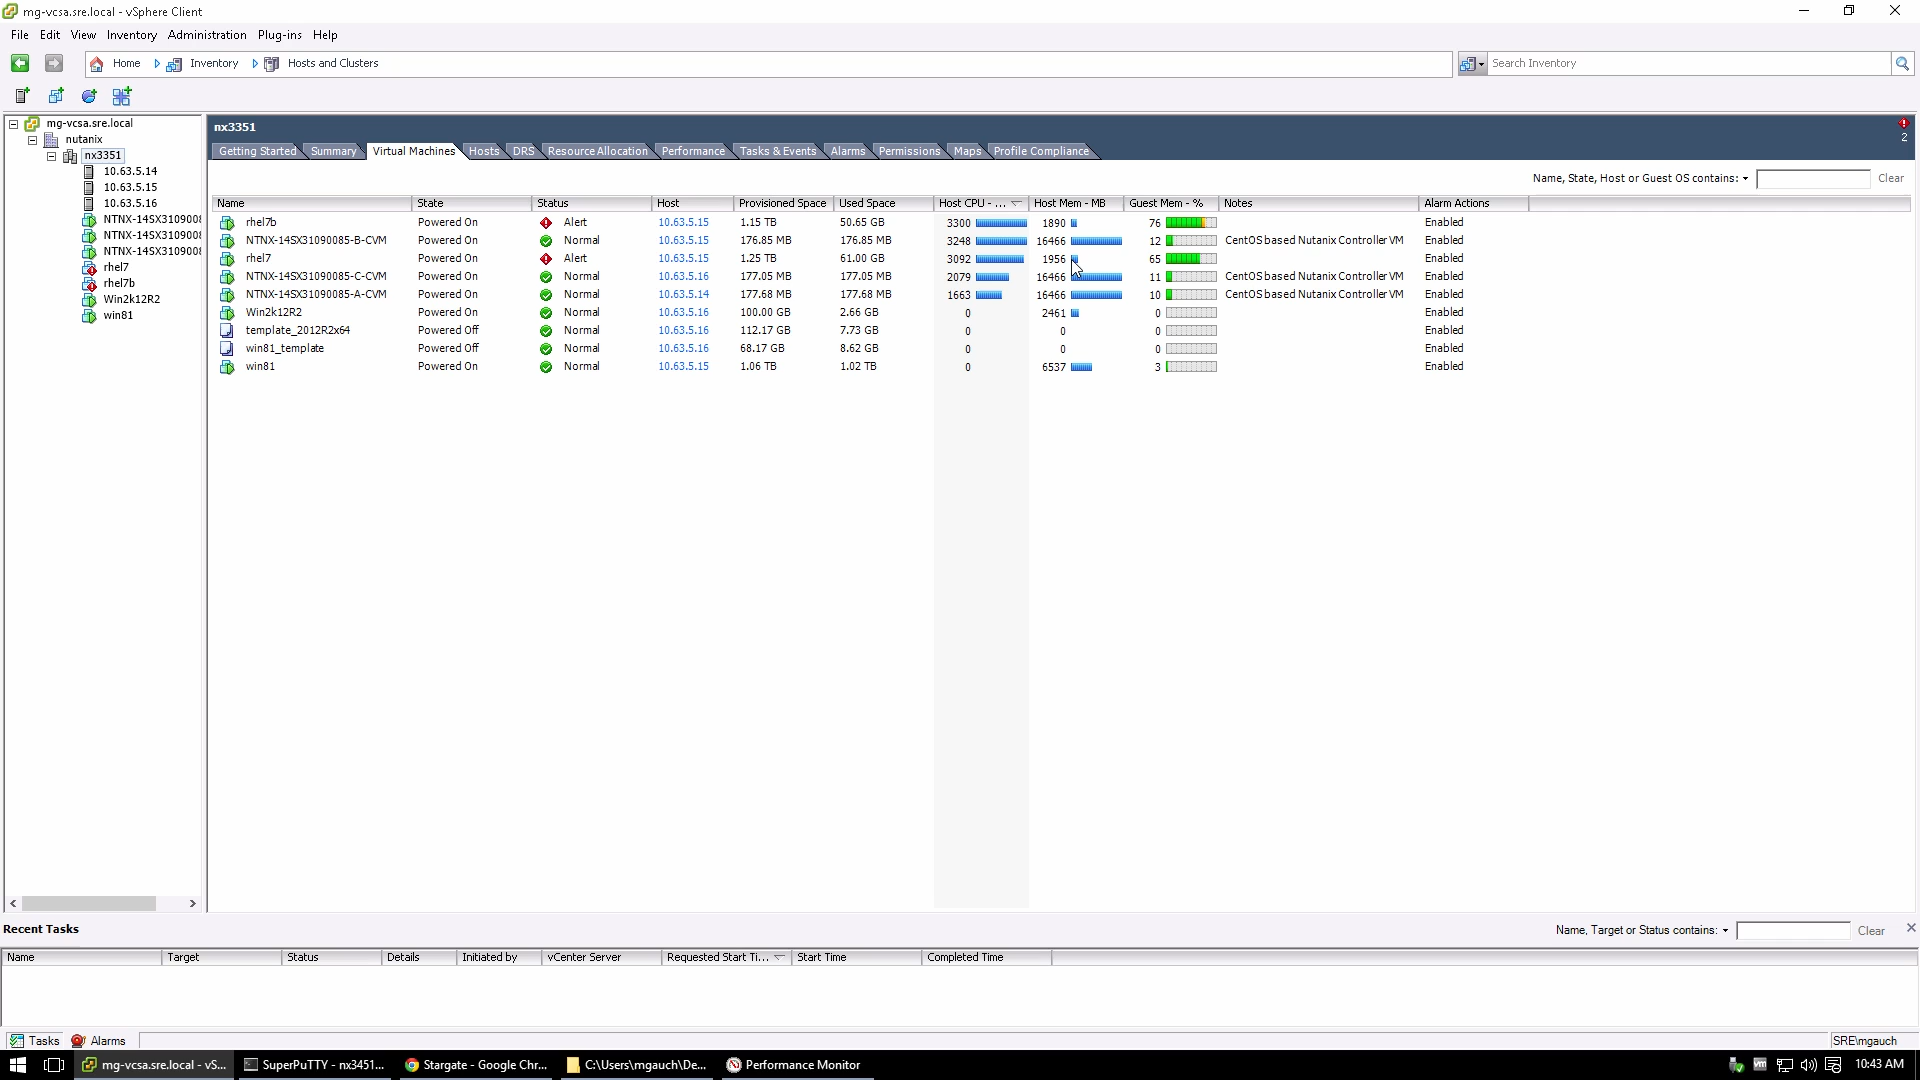 mg-vcsa.sre.local - vSphere Client
File Edit View Inventory Administration Plug-ins Help
Home Inventory Hosts and Clusters Search Inventory
mg-vcsa.sre.local
nutanix
nx3351
10.63.5.14
10.63.5.15
10.63.5.16
NTNX-14SX3109008
NTNX-14SX3109008
NTNX-14SX3109008
rhel7
rhel7b
Win2k12R2
win81
nx3351
2
Getting Started Summary Virtual Machines Hosts DRS Resource Allocation Performance Tasks & Events Alarms Permissions Maps Profile Compliance
Name, State, Host or Guest OS contains: Clear
Name State Status Host Provisioned Space Used Space Host CPU - ... Host Mem - MB Guest Mem - % Notes Alarm Actions
rhel7b Powered On Alert 10.63.5.15 1.15 TB 50.65 GB 3300 1890 76 Enabled
NTNX-14SX31090085-B-CVM Powered On Normal 10.63.5.15 176.85 MB 176.85 MB 3248 16466 12 CentOS based Nutanix Controller VM Enabled
rhel7 Powered On Alert 10.63.5.15 1.25 TB 61.00 GB 3092 1956 65 Enabled
NTNX-14SX31090085-C-CVM Powered On Normal 10.63.5.16 177.05 MB 177.05 MB 2079 16466 11 CentOS based Nutanix Controller VM Enabled
NTNX-14SX31090085-A-CVM Powered On Normal 10.63.5.14 177.68 MB 177.68 MB 1663 16466 10 CentOS based Nutanix Controller VM Enabled
Win2k12R2 Powered On Normal 10.63.5.16 100.00 GB 2.66 GB 0 2461 0 Enabled
template_2012R2x64 Powered Off Normal 10.63.5.16 112.17 GB 7.73 GB 0 0 0 Enabled
win81_template Powered Off Normal 10.63.5.16 68.17 GB 8.62 GB 0 0 0 Enabled
win81 Powered On Normal 10.63.5.15 1.06 TB 1.02 TB 0 6537 3 Enabled
Recent Tasks
Name, Target or Status contains: Clear
Name Target Status Details Initiated by vCenter Server Requested Start Ti... Start Time Completed Time
Tasks Alarms SRE\mgauch
mg-vcsa.sre.local - vS... SuperPuTTY - nx3451... Stargate - Google Chr... C:\Users\mgauch\De... Performance Monitor 10:43 AM